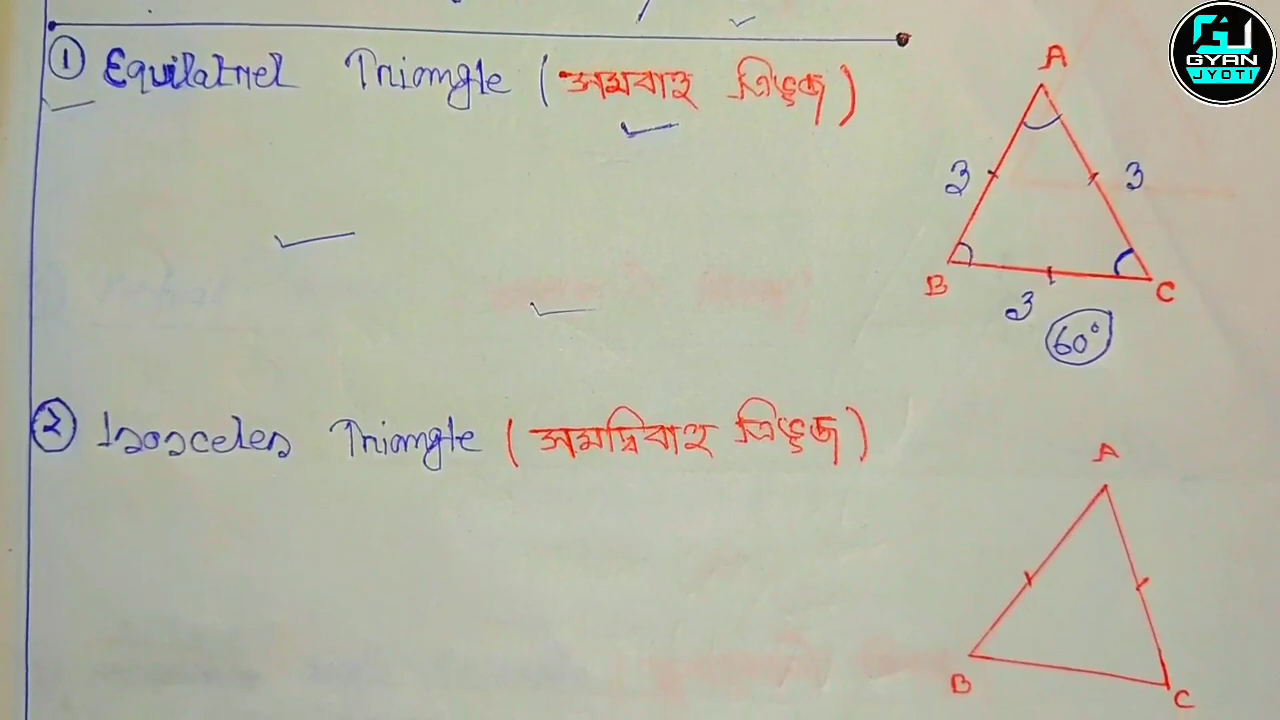 GYAN
JYOTI
① Equilatrel Triangle (সমবাহু ত্রিভুজ)
A
3 3
B C
3
60°
② Isosceles Triangle (সমদ্বিবাহু ত্রিভুজ)
A
B C